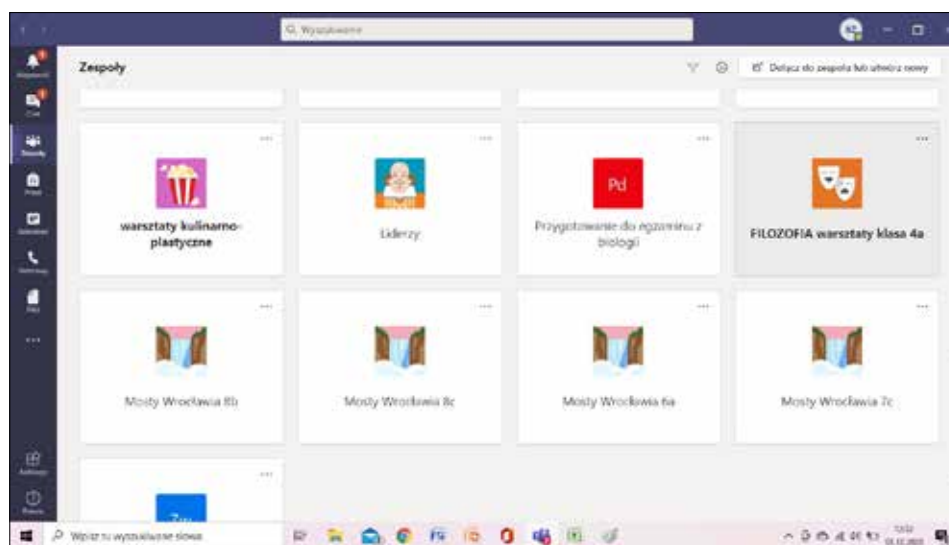 Wyszukiwanie
Zespoły
Dołącz do zespołu lub utwórz nowy
Zespoły
warsztaty kulinarno-
plastyczne
Liderzy
Pd
Przygotowanie do egzaminu z
biologii
FILOZOFIA warsztaty klasa 4a
Mosty Wrocławia 8b
Mosty Wrocławia 8c
Mosty Wrocławia 6a
Mosty Wrocławia 7c
Wpisz tu wyszukiwane słowa